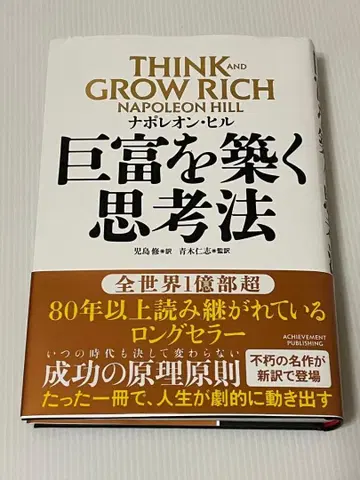 THINK AND
GROW RICH
NAPOLEON HILL
ナポレオン・ヒル
巨富を築く
思考法
児島 修◆訳 青木仁志◆監訳
全世界1億部超
80年以上読み継がれている
ロングセラー
ACHIEVEMENT
PUBLISHING
いつの時代も決して変わらない
成功の原理原則
不朽の名作が
新訳で登場
たった一冊で、人生が劇的に動き出す